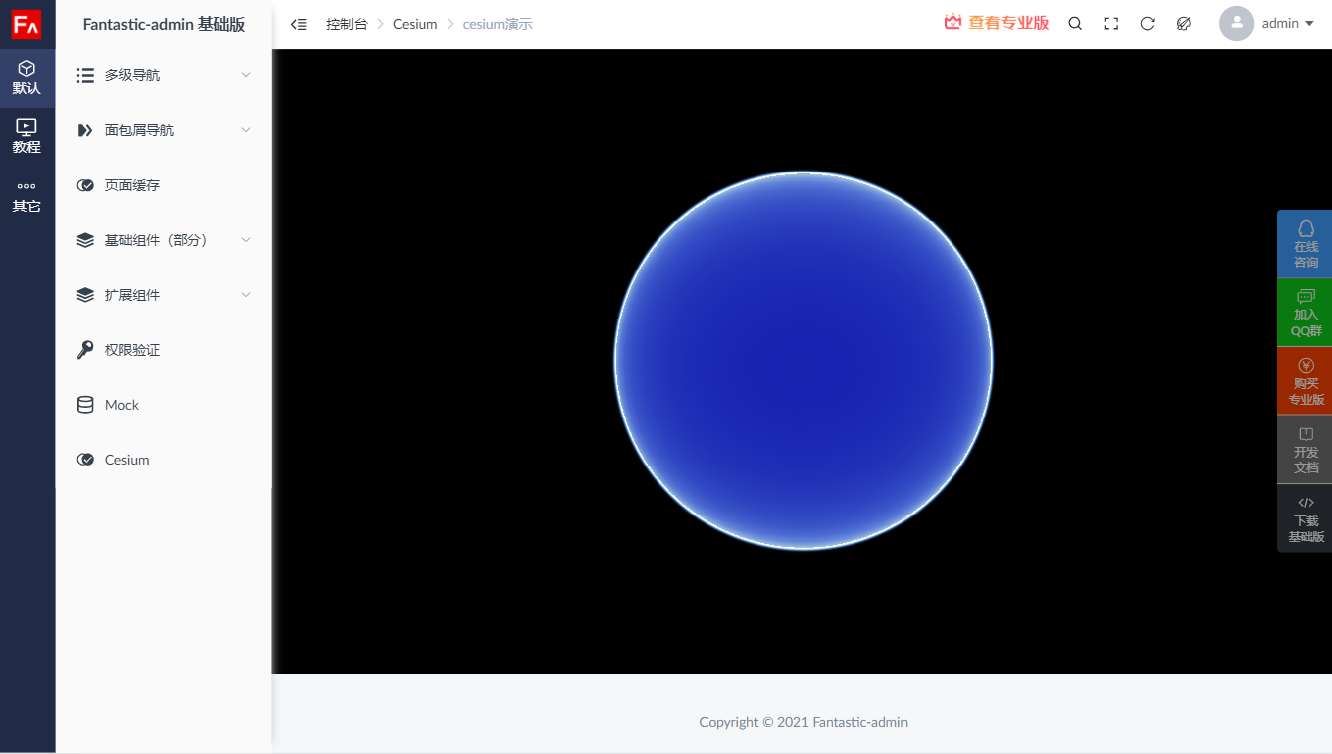 FA
Fantastic-admin 基础版
控制台 Cesium cesium演示
查看专业版
admin
默认
教程
其它
多级导航
面包屑导航
页面缓存
基础组件（部分）
扩展组件
权限验证
Mock
Cesium
在线
咨询
加入
QQ群
购买
专业版
开发
文档
下载
基础版
Copyright © 2021 Fantastic-admin